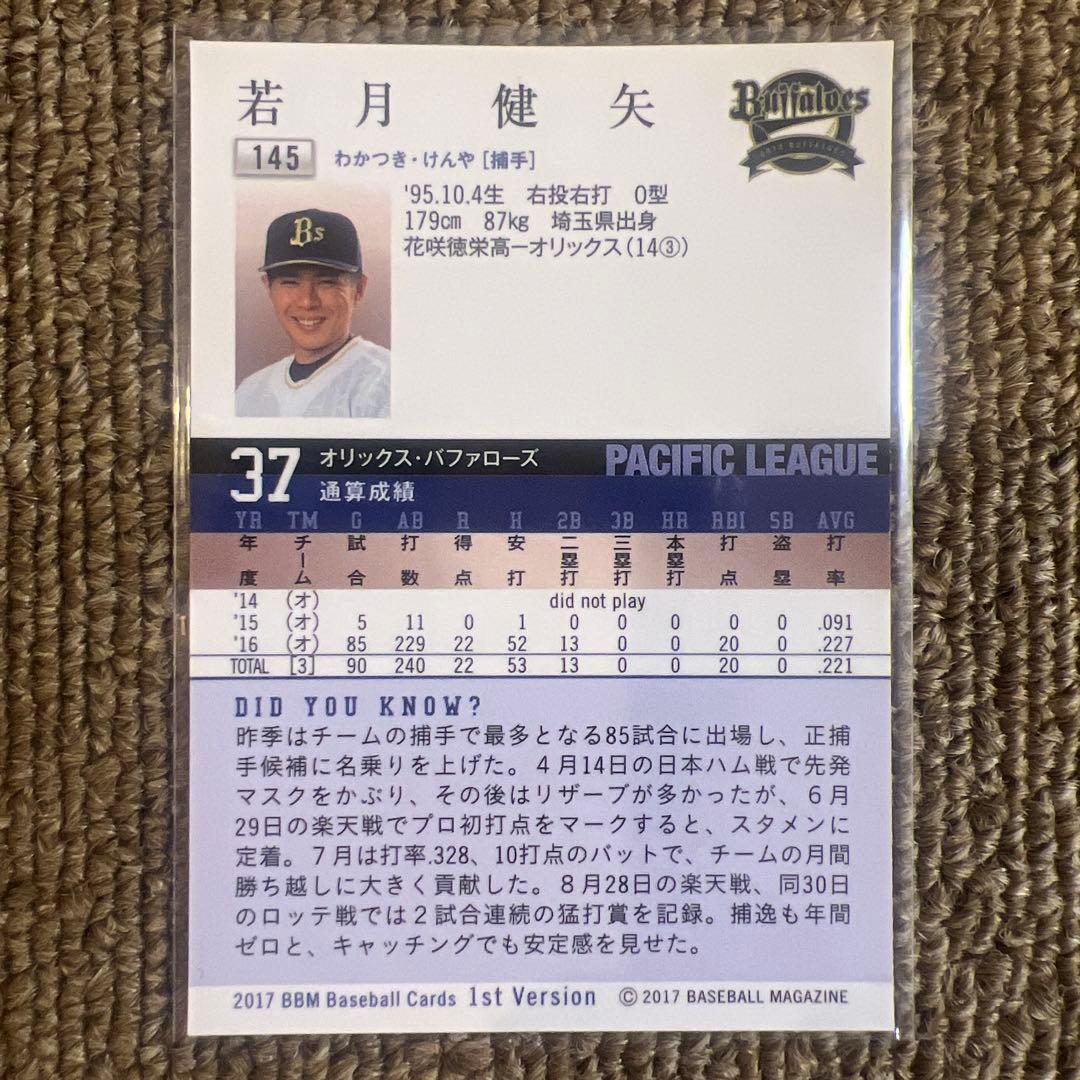 若月 健矢
Buffaloes
ORIX BUFFALOES
145 わかつき・けんや [捕手]
'95.10.4生 右投右打 O型
179cm 87kg 埼玉県出身
花咲徳栄高ーオリックス(14③)
Bs
37 オリックス・バファローズ PACIFIC LEAGUE
通算成績
YR TM G AB R H 2B 3B HR RBI SB AVG
年度 チーム 試合 打数 得点 安打 二塁打 三塁打 本塁打 打点 盗塁 打率
'14 (オ) did not play
'15 (オ) 5 11 0 1 0 0 0 0 0 .091
'16 (オ) 85 229 22 52 13 0 0 20 0 .227
TOTAL [3] 90 240 22 53 13 0 0 20 0 .221
DID YOU KNOW?
昨季はチームの捕手で最多となる85試合に出場し、正捕
手候補に名乗りを上げた。４月14日の日本ハム戦で先発
マスクをかぶり、その後はリザーブが多かったが、６月
29日の楽天戦でプロ初打点をマークすると、スタメンに
定着。７月は打率.328、10打点のバットで、チームの月間
勝ち越しに大きく貢献した。８月28日の楽天戦、同30日
のロッテ戦では２試合連続の猛打賞を記録。捕逸も年間
ゼロと、キャッチングでも安定感を見せた。
2017 BBM Baseball Cards 1st Version © 2017 BASEBALL MAGAZINE